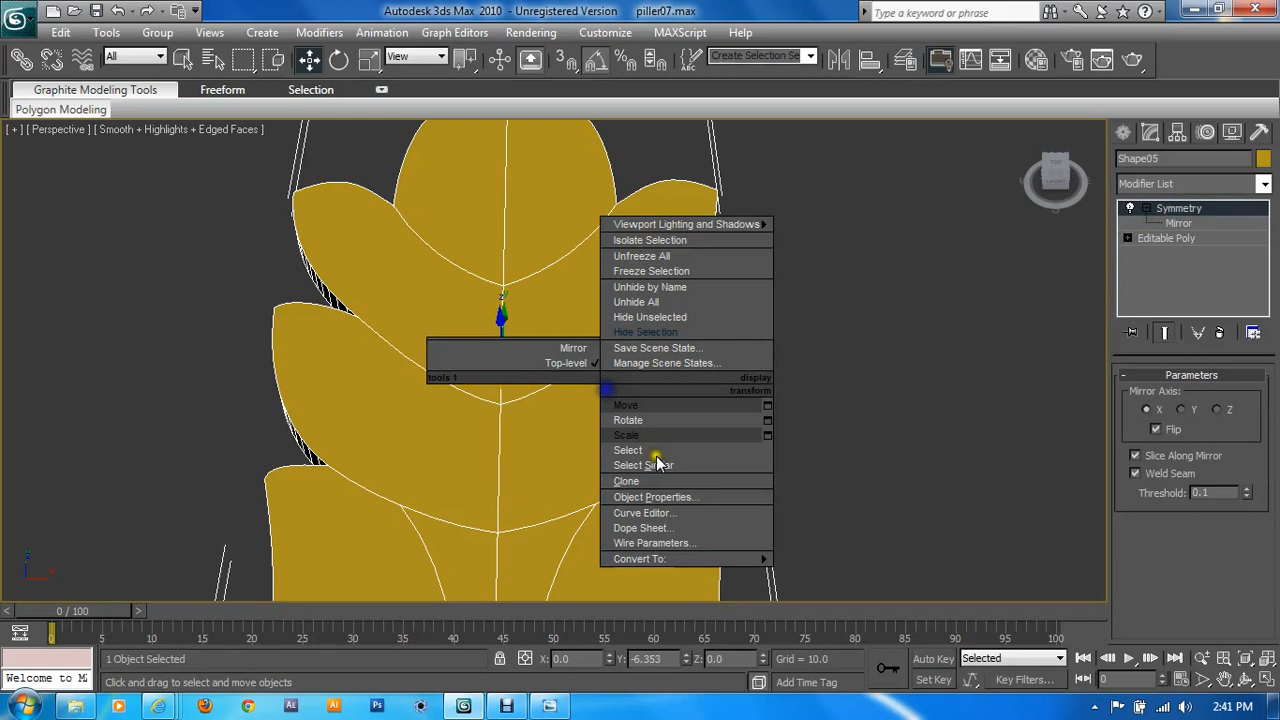 Autodesk 3ds Max 2010 - Unregistered Version piller07.max
Type a keyword or phrase
Edit Tools Group Views Create Modifiers Animation Graph Editors Rendering Customize MAXScript Help
All View Create Selection Se
Graphite Modeling Tools Freeform Selection
Polygon Modeling
[ + ] [ Perspective ] [ Smooth + Highlights + Edged Faces ]
TOP
Shape05
Modifier List
Symmetry
Mirror
Editable Poly
Viewport Lighting and Shadows
Isolate Selection
Unfreeze All
Freeze Selection
Unhide by Name
Unhide All
Hide Unselected
Hide Selection
Save Scene State...
Manage Scene States...
Mirror
Top-level
tools 1 display
transform
Move
Rotate
Scale
Select
Select Similar
Clone
Object Properties...
Curve Editor...
Dope Sheet...
Wire Parameters...
Convert To:
- Parameters
Mirror Axis:
X Y Z
Flip
Slice Along Mirror
Weld Seam
Threshold: 0.1
0 / 100
0 5 10 15 20 25 30 35 40 45 50 55 60 65 70 75 80 85 90 95 100
1 Object Selected X: 0.0 Y: -6.353 Z: 0.0 Grid = 10.0 Auto Key Selected
Welcome to M Click and drag to select and move objects Add Time Tag Set Key Key Filters... 0
2:41 PM